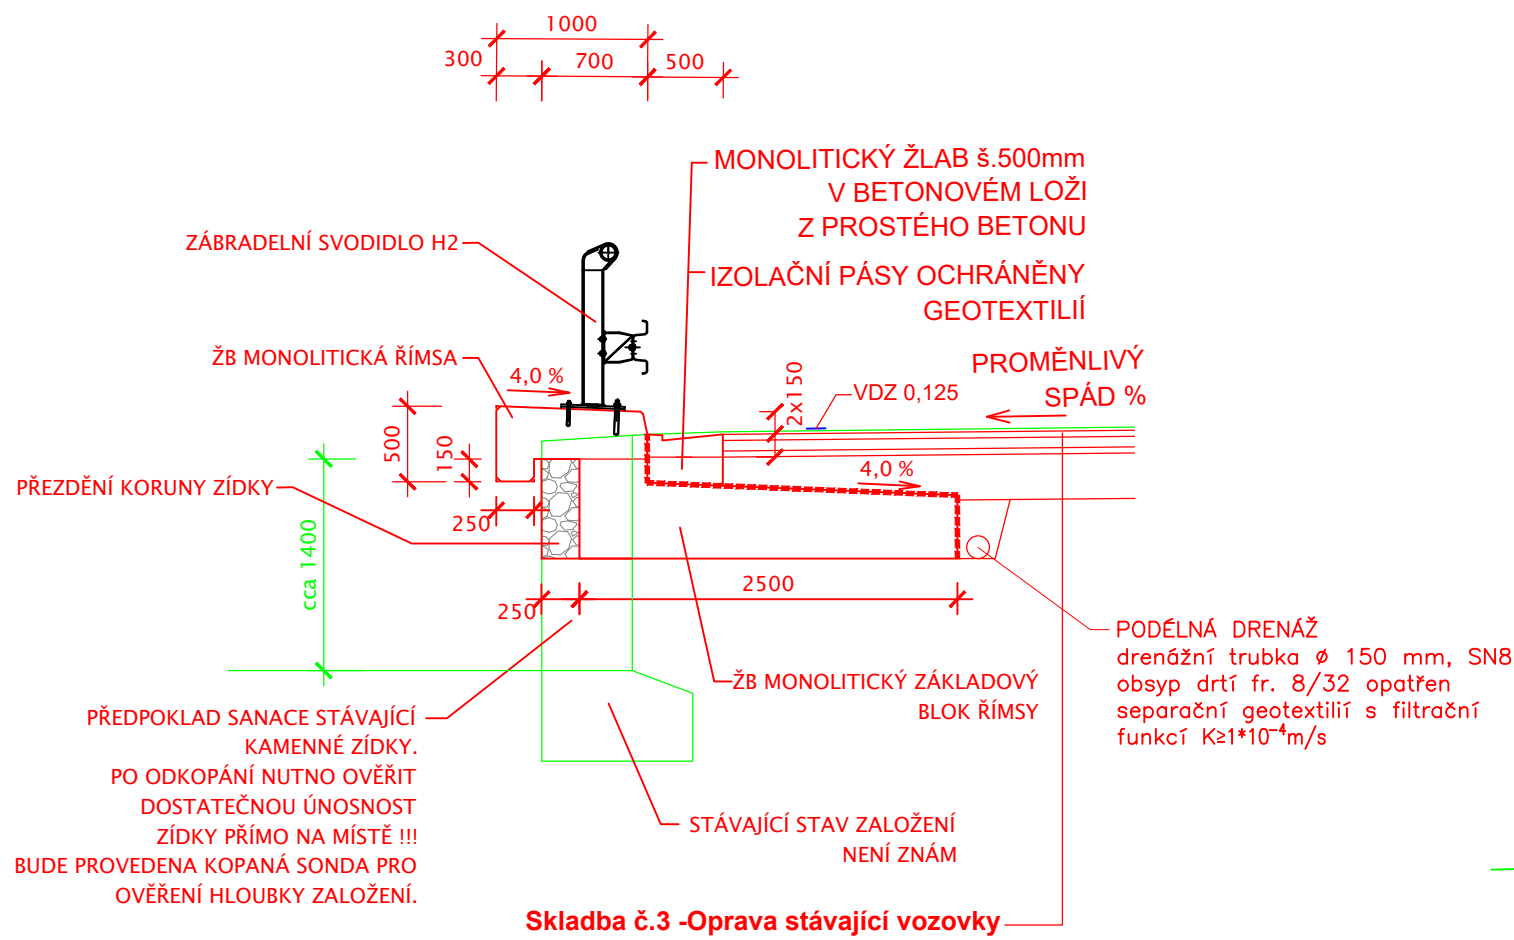 1000
300
700
500
MONOLITICKÝ ŽLAB š.500mm
V BETONOVÉM LOŽI
Z PROSTÉHO BETONU
ZÁBRADELNÍ SVODIDLO H2
IZOLAČNÍ PÁSY OCHRÁNĚNY
GEOTEXTILIÍ
ŽB MONOLITICKÁ ŘÍMSA
4,0 %
2x150
VDZ 0,125
PROMĚNLIVÝ
SPÁD %
500
150
4,0 %
PŘEZDĚNÍ KORUNY ZÍDKY
250
cca 1400
250
2500
PODÉLNÁ DRENÁŽ
drenážní trubka ø 150 mm, SN8
obsyp drtí fr. 8/32 opatřen
separační geotextilií s filtrační
funkcí K≥1*10⁻⁴m/s
ŽB MONOLITICKÝ ZÁKLADOVÝ
BLOK ŘÍMSY
PŘEDPOKLAD SANACE STÁVAJÍCÍ
KAMENNÉ ZÍDKY.
PO ODKOPÁNÍ NUTNO OVĚŘIT
DOSTATEČNOU ÚNOSNOST
ZÍDKY PŘÍMO NA MÍSTĚ !!!
BUDE PROVEDENA KOPANÁ SONDA PRO
OVĚŘENÍ HLOUBKY ZALOŽENÍ.
STÁVAJÍCÍ STAV ZALOŽENÍ
NENÍ ZNÁM
Skladba č.3 -Oprava stávající vozovky